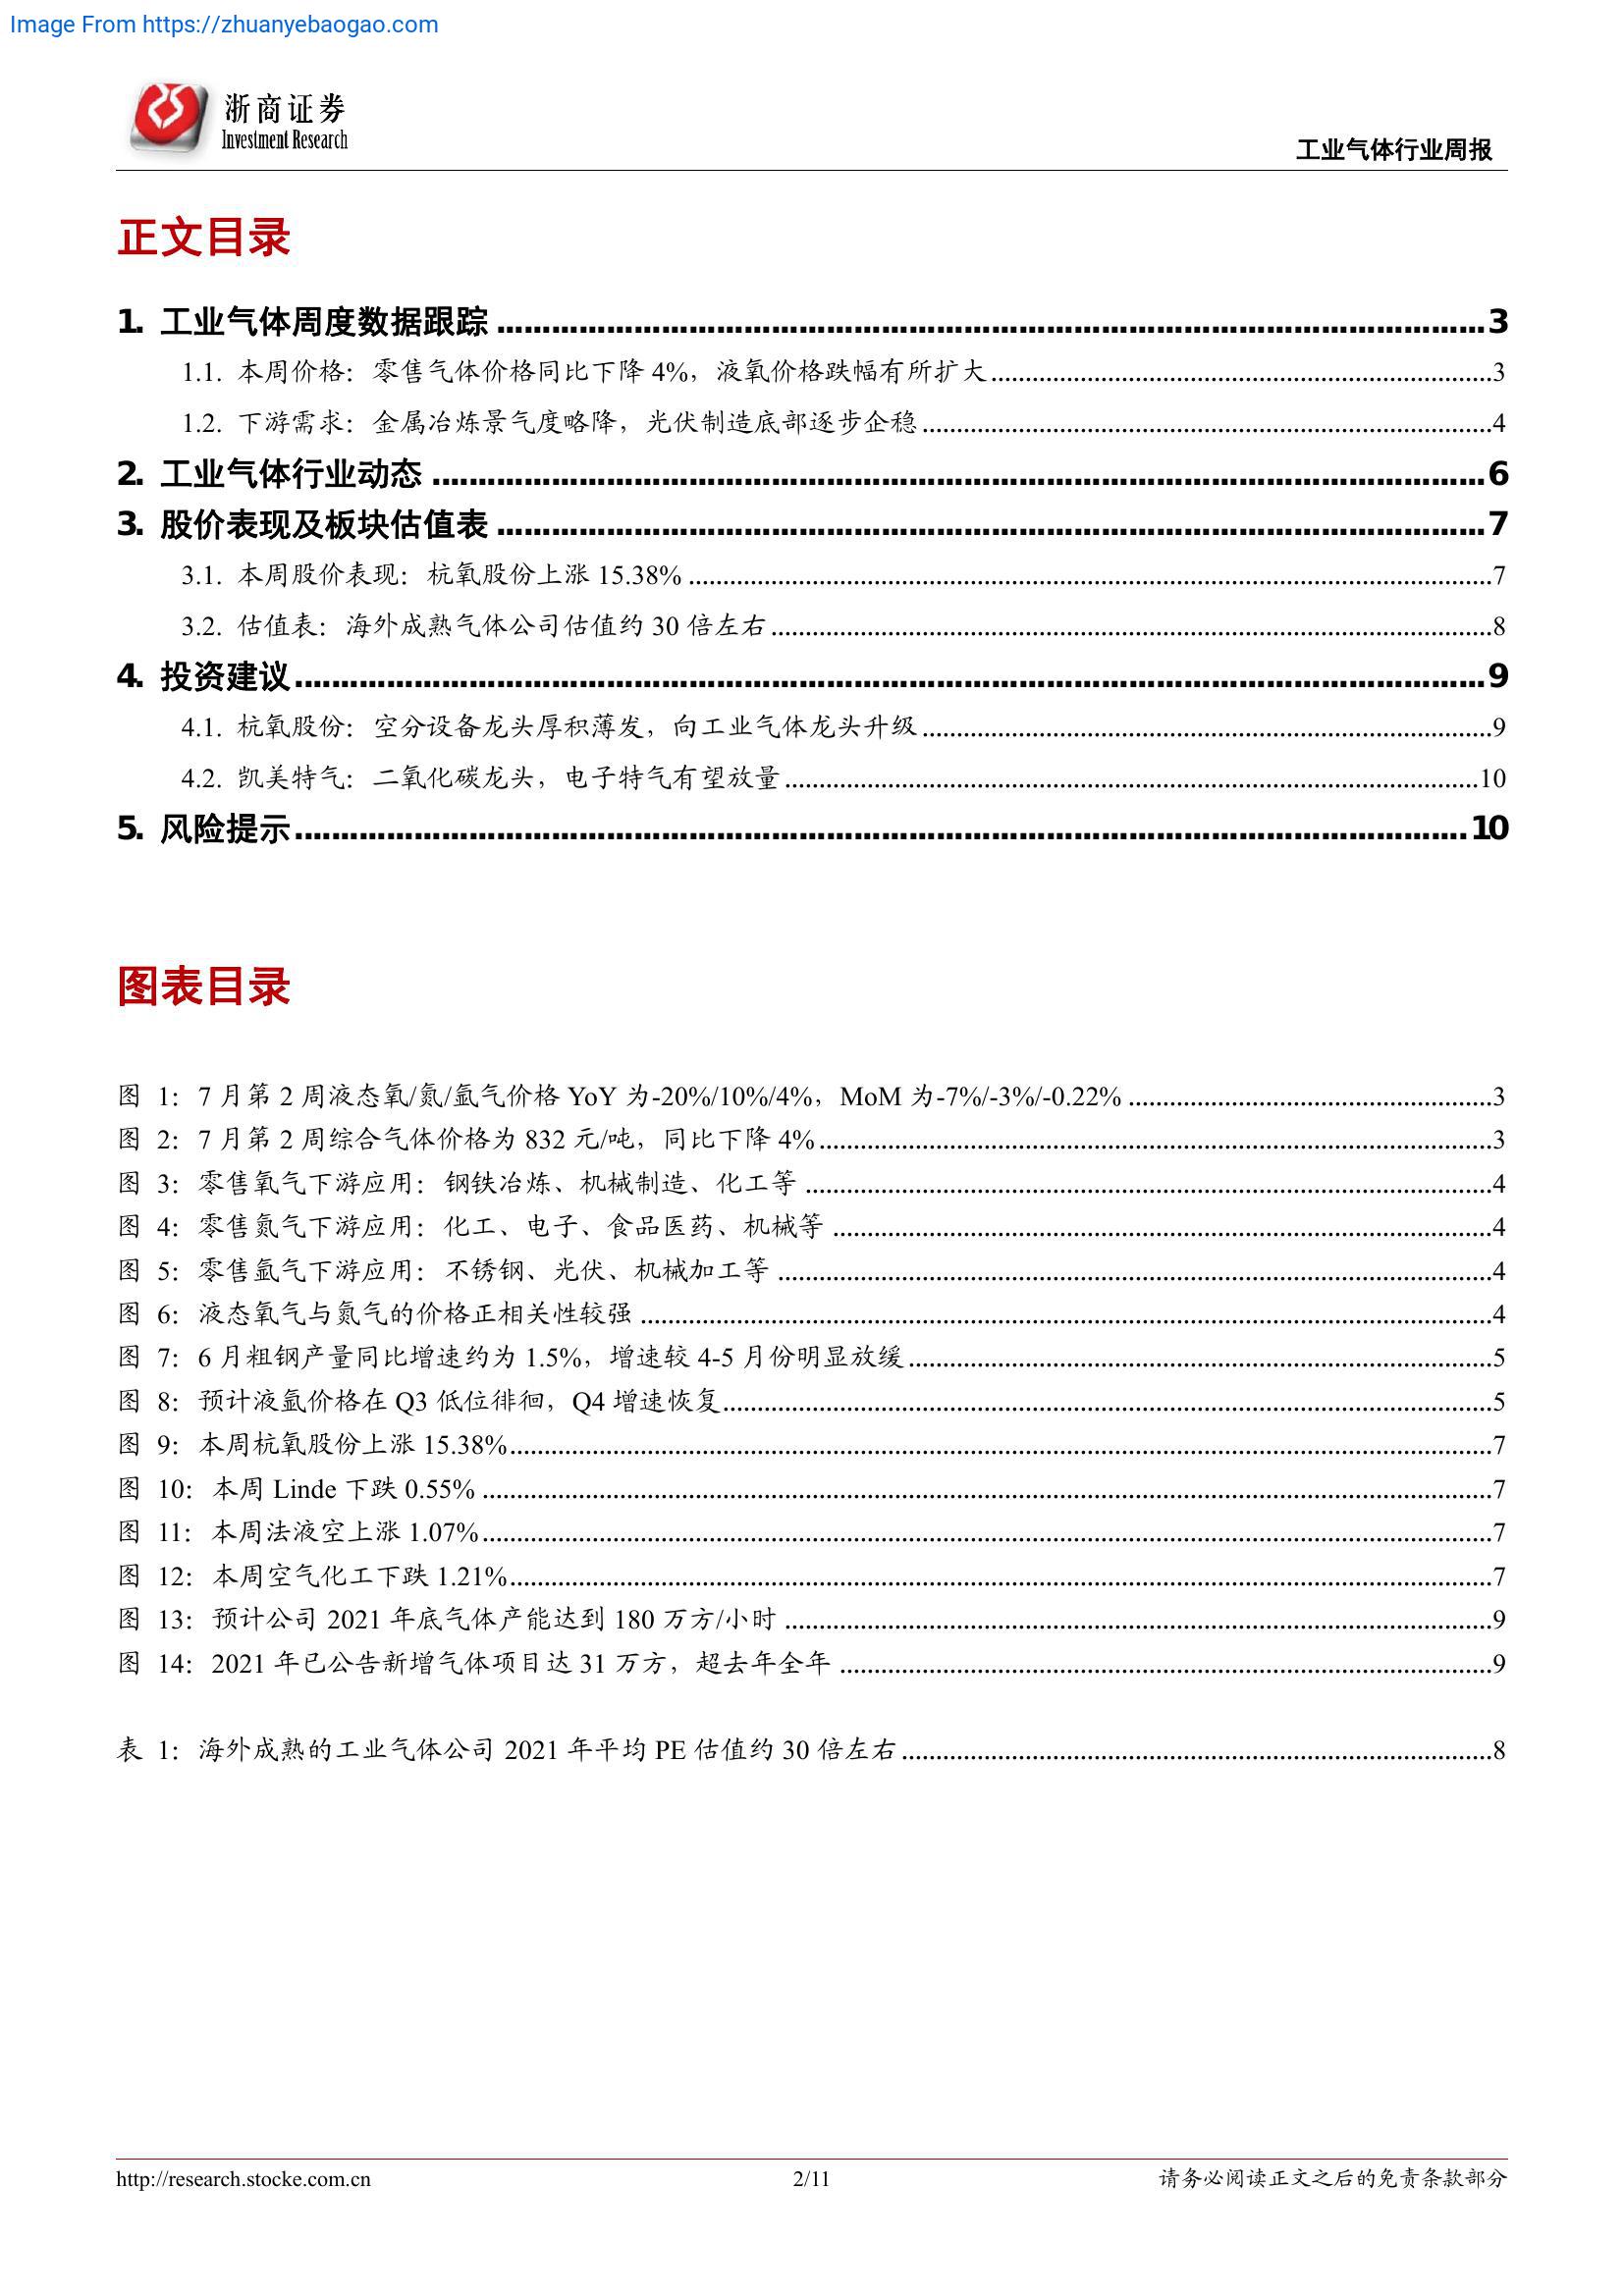 Image From https://zhuanyebaogao.com
浙商证券
Investment Research
工业气体行业周报
正文目录
1. 工业气体周度数据跟踪 3
1.1. 本周价格：零售气体价格同比下降 4%，液氧价格跌幅有所扩大 3
1.2. 下游需求：金属冶炼景气度略降，光伏制造底部逐步企稳 4
2. 工业气体行业动态 6
3. 股价表现及板块估值表 7
3.1. 本周股价表现：杭氧股份上涨 15.38% 7
3.2. 估值表：海外成熟气体公司估值约 30 倍左右 8
4. 投资建议 9
4.1. 杭氧股份：空分设备龙头厚积薄发，向工业气体龙头升级 9
4.2. 凯美特气：二氧化碳龙头，电子特气有望放量 10
5. 风险提示 10
图表目录
图 1：7 月第 2 周液态氧/氮/氩气价格 YoY 为-20%/10%/4%，MoM 为-7%/-3%/-0.22% 3
图 2：7 月第 2 周综合气体价格为 832 元/吨，同比下降 4% 3
图 3：零售氧气下游应用：钢铁冶炼、机械制造、化工等 4
图 4：零售氮气下游应用：化工、电子、食品医药、机械等 4
图 5：零售氩气下游应用：不锈钢、光伏、机械加工等 4
图 6：液态氧气与氮气的价格正相关性较强 4
图 7：6 月粗钢产量同比增速约为 1.5%，增速较 4-5 月份明显放缓 5
图 8：预计液氩价格在 Q3 低位徘徊，Q4 增速恢复 5
图 9：本周杭氧股份上涨 15.38% 7
图 10：本周 Linde 下跌 0.55% 7
图 11：本周法液空上涨 1.07% 7
图 12：本周空气化工下跌 1.21% 7
图 13：预计公司 2021 年底气体产能达到 180 万方/小时 9
图 14：2021 年已公告新增气体项目达 31 万方，超去年全年 9
表 1：海外成熟的工业气体公司 2021 年平均 PE 估值约 30 倍左右 8
http://research.stocke.com.cn
2/11
请务必阅读正文之后的免责条款部分